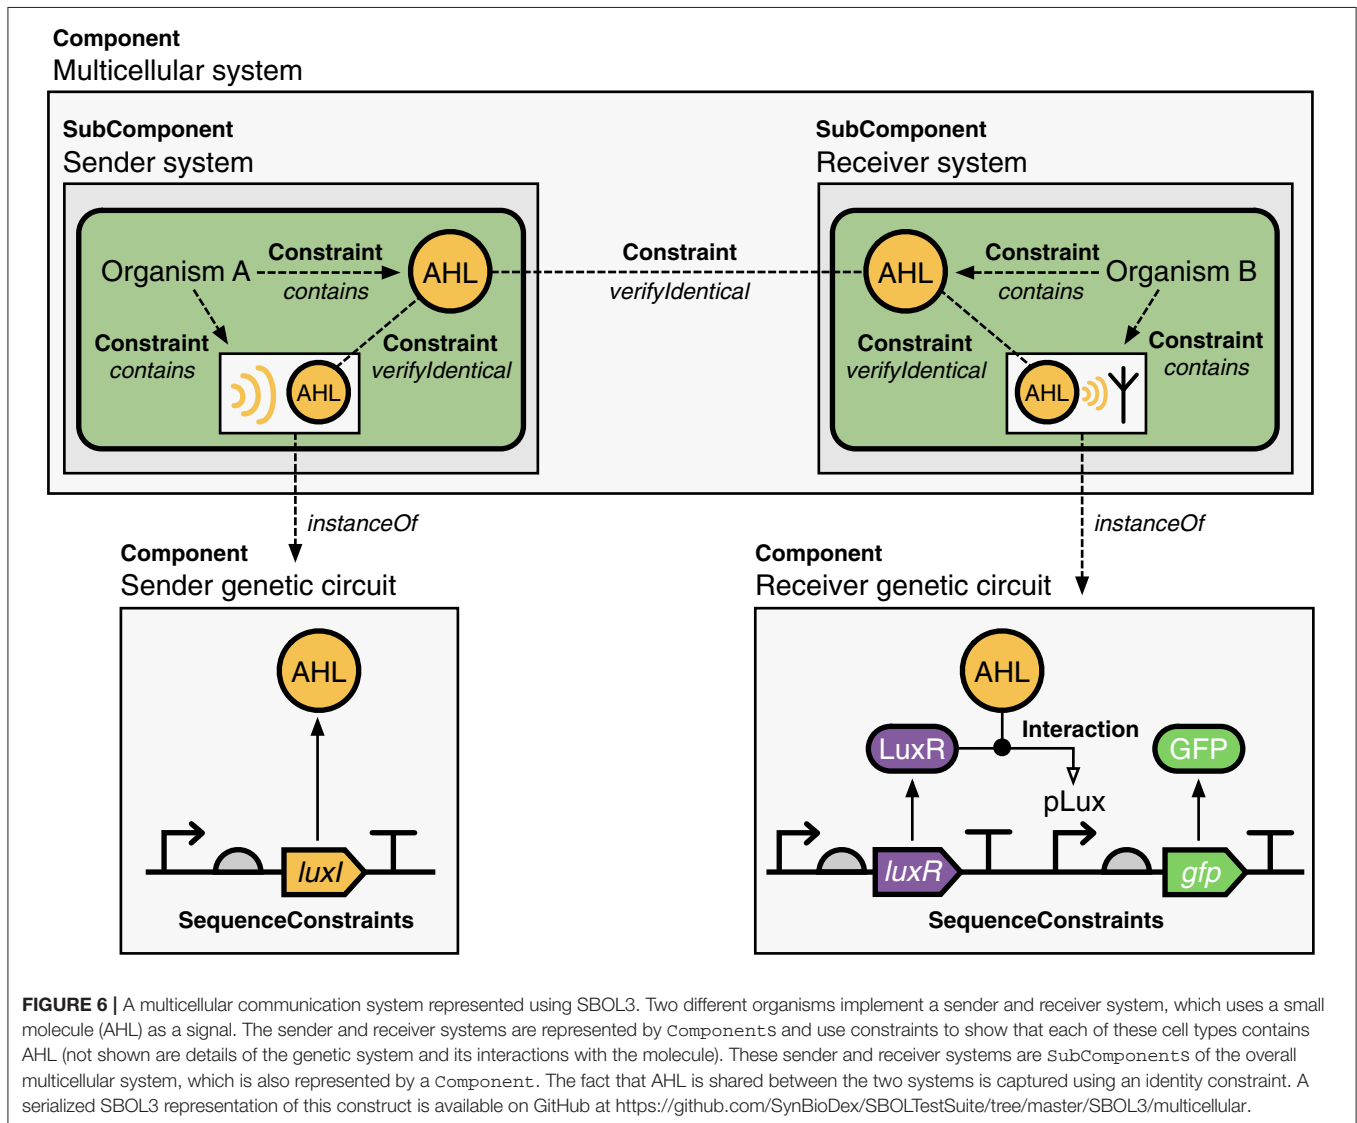 Component
Multicellular system
SubComponent
Sender system
SubComponent
Receiver system
Organism A
Constraint
contains
AHL
Constraint
verifyIdentical
AHL
Constraint
contains
Organism B
Constraint
contains
Constraint
verifyIdentical
AHL
Constraint
verifyIdentical
Constraint
contains
AHL
instanceOf
instanceOf
Component
Sender genetic circuit
AHL
luxI
SequenceConstraints
Component
Receiver genetic circuit
AHL
Interaction
LuxR
GFP
pLux
luxR
gfp
SequenceConstraints
FIGURE 6 | A multicellular communication system represented using SBOL3. Two different organisms implement a sender and receiver system, which uses a small
molecule (AHL) as a signal. The sender and receiver systems are represented by Components and use constraints to show that each of these cell types contains
AHL (not shown are details of the genetic system and its interactions with the molecule). These sender and receiver systems are SubComponents of the overall
multicellular system, which is also represented by a Component. The fact that AHL is shared between the two systems is captured using an identity constraint. A
serialized SBOL3 representation of this construct is available on GitHub at https://github.com/SynBioDex/SBOLTestSuite/tree/master/SBOL3/multicellular.